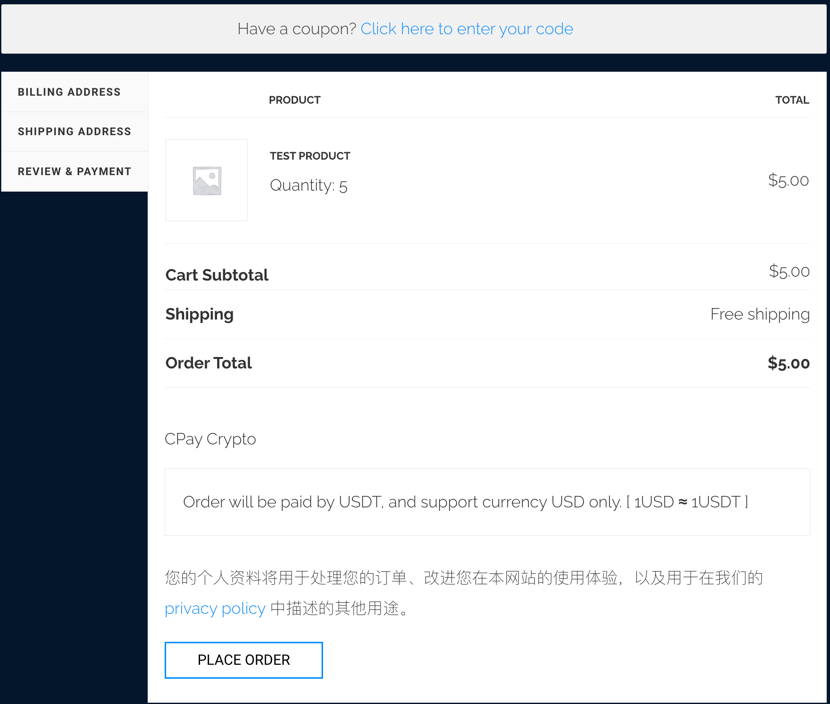 Have a coupon? Click here to enter your code
BILLING ADDRESS
SHIPPING ADDRESS
REVIEW & PAYMENT
PRODUCT TOTAL
TEST PRODUCT
Quantity: 5 $5.00
Cart Subtotal $5.00
Shipping Free shipping
Order Total $5.00
CPay Crypto
Order will be paid by USDT, and support currency USD only. [ 1USD ≈ 1USDT ]
您的个人资料将用于处理您的订单、改进您在本网站的使用体验，以及用于在我们的
privacy policy 中描述的其他用途。
PLACE ORDER